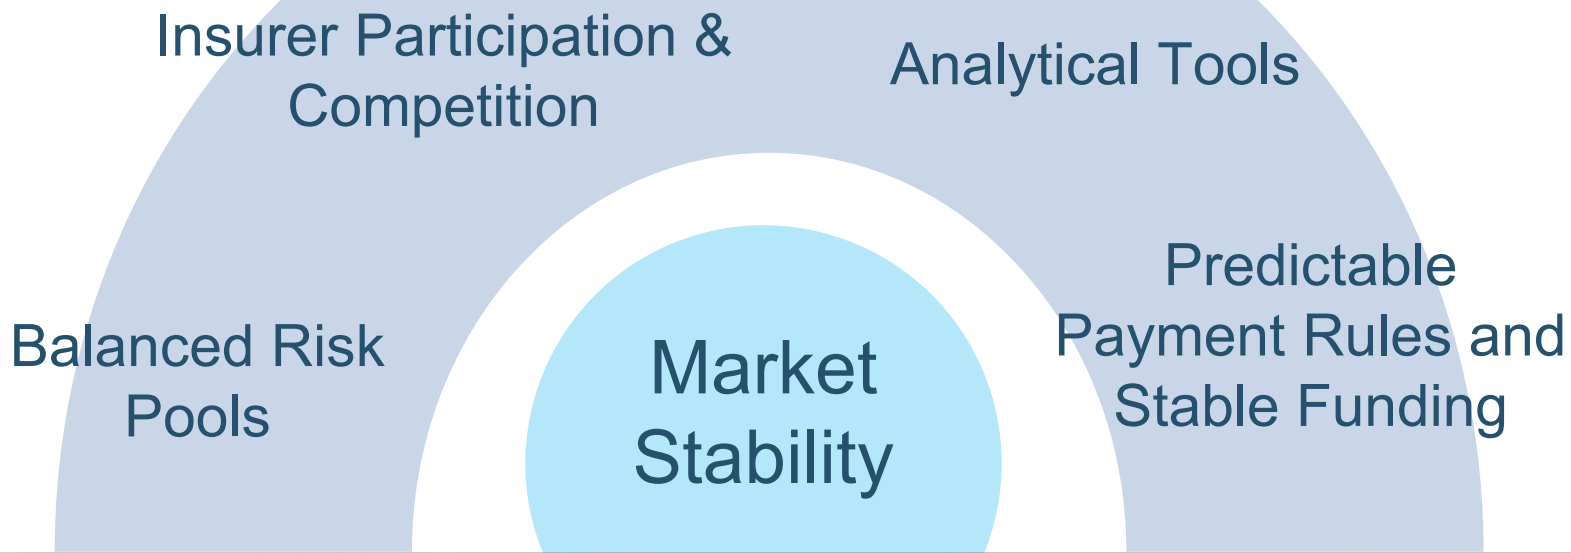 Insurer Participation &
Competition
Analytical Tools
Balanced Risk
Pools
Market
Stability
Predictable
Payment Rules and
Stable Funding